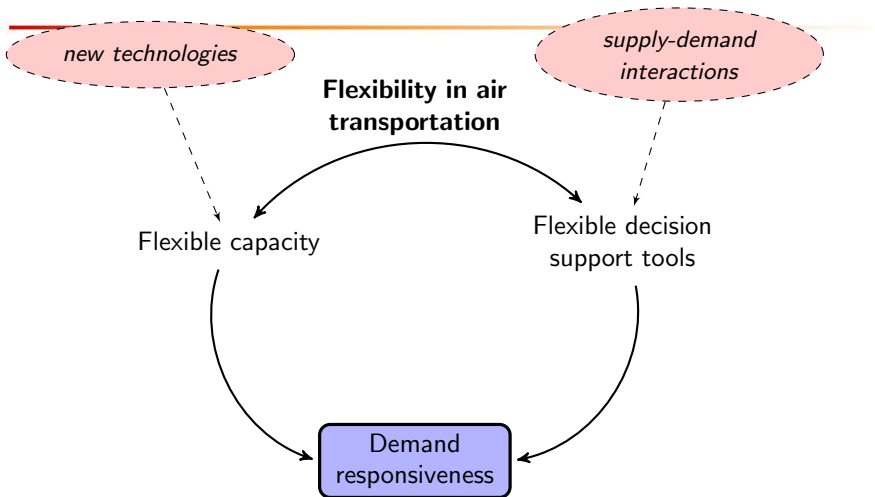 new technologies
supply-demand
interactions
Flexibility in air
transportation
Flexible capacity
Flexible decision
support tools
Demand
responsiveness